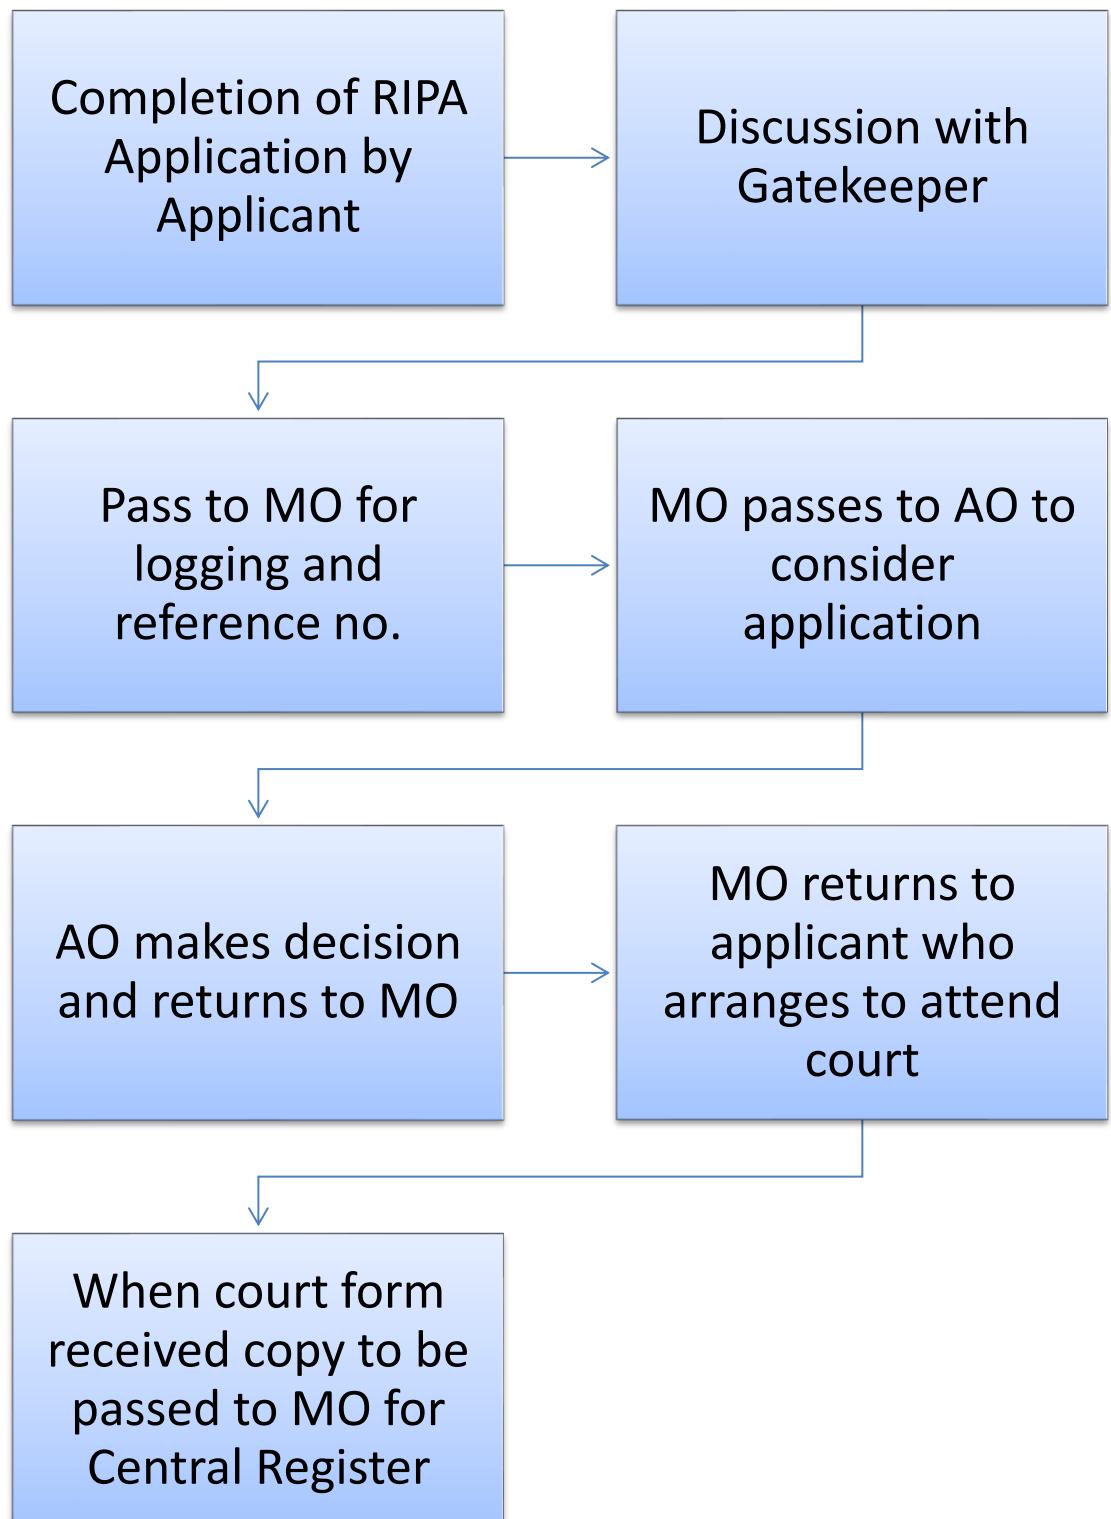 Completion of RIPA
Application by
Applicant
Discussion with
Gatekeeper
Pass to MO for
logging and
reference no.
MO passes to AO to
consider
application
AO makes decision
and returns to MO
MO returns to
applicant who
arranges to attend
court
When court form
received copy to be
passed to MO for
Central Register